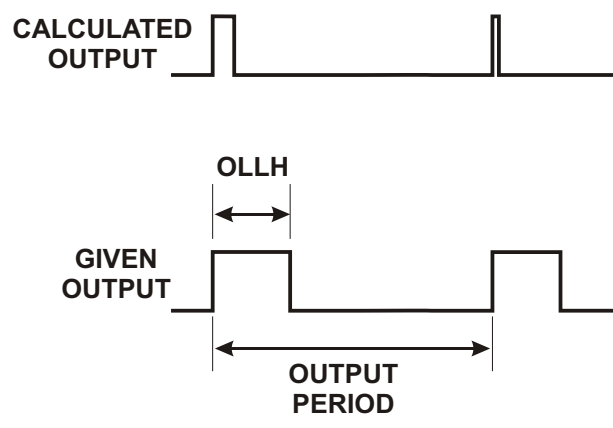 CALCULATED
OUTPUT
OLLH
GIVEN
OUTPUT
OUTPUT
PERIOD